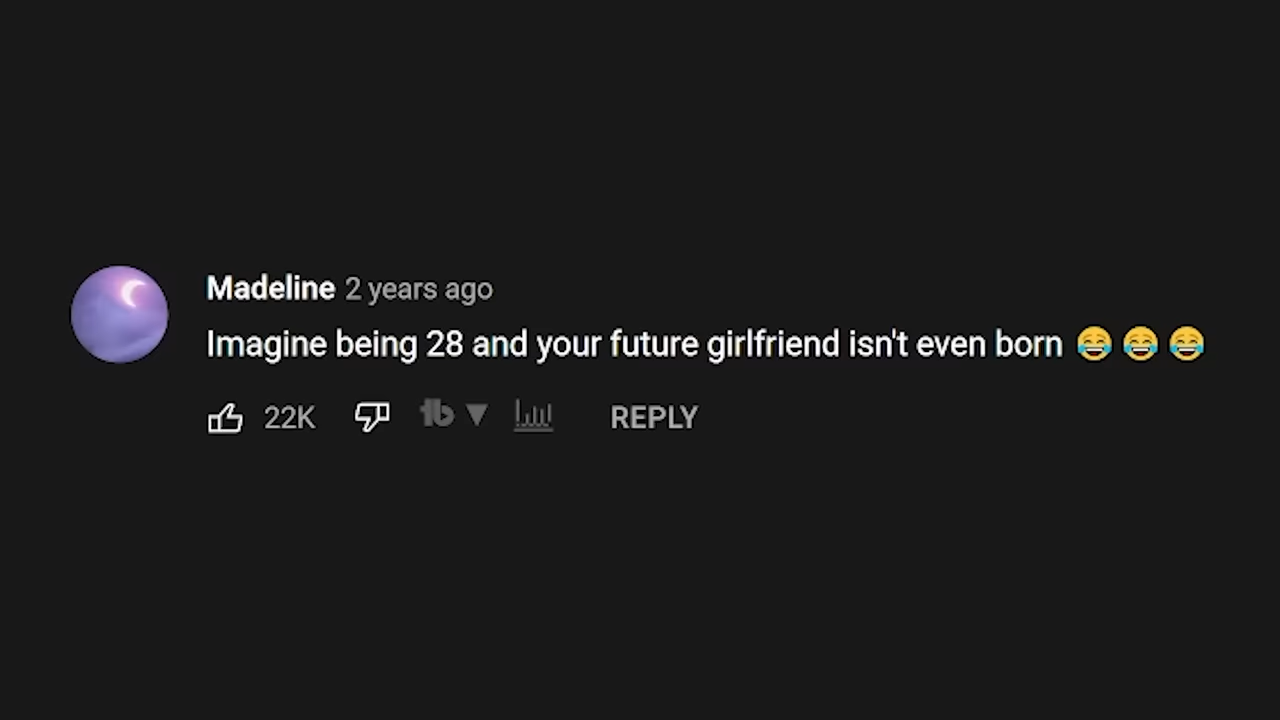 Madeline 2 years ago
Imagine being 28 and your future girlfriend isn't even born 😂 😂 😂
22K REPLY